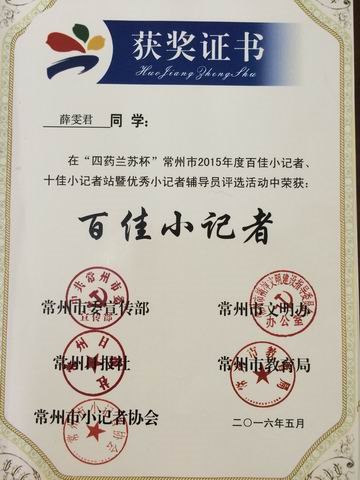 获奖证书
HuoJiangZhengShu
薛雯君 同学：
在“四药兰苏杯”常州市2015年度百佳小记者、
十佳小记者站暨优秀小记者辅导员评选活动中荣获：
百佳小记者
常州市委宣传部 常州市文明办
常州日报社 常州市教育局
常州市小记者协会 二〇一六年五月